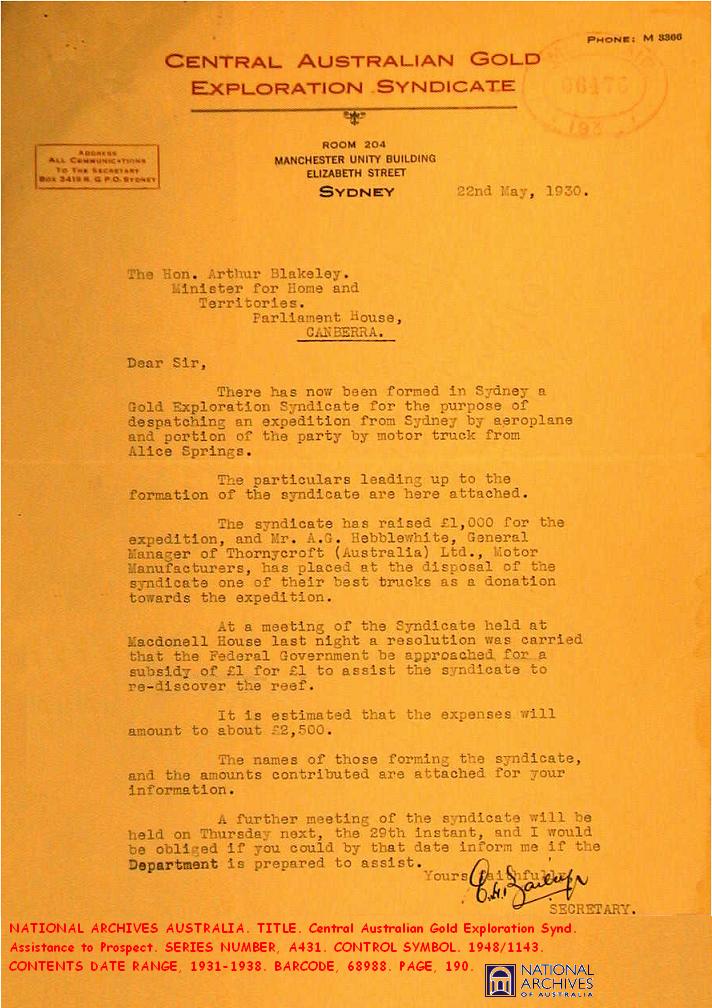 PHONE: M 3366
CENTRAL AUSTRALIAN GOLD
EXPLORATION SYNDICATE
06476
193
ADDRESS
ALL COMMUNICATIONS
TO THE SECRETARY
BOX 3419 R. G.P.O. SYDNEY
ROOM 204
MANCHESTER UNITY BUILDING
ELIZABETH STREET
SYDNEY
22nd May, 1930.
The Hon. Arthur Blakeley.
Minister for Home and
Territories.
Parliament House,
CANBERRA.
Dear Sir,
There has now been formed in Sydney a
Gold Exploration Syndicate for the purpose of
despatching an expedition from Sydney by aeroplane
and portion of the party by motor truck from
Alice Springs.
The particulars leading up to the
formation of the syndicate are here attached.
The syndicate has raised £1,000 for the
expedition, and Mr. A.G. Hebblewhite, General
Manager of Thornycroft (Australia) Ltd., Motor
Manufacturers, has placed at the disposal of the
syndicate one of their best trucks as a donation
towards the expedition.
At a meeting of the Syndicate held at
Macdonell House last night a resolution was carried
that the Federal Government be approached for a
subsidy of £1 for £1 to assist the syndicate to
re-discover the reef.
It is estimated that the expenses will
amount to about £2,500.
The names of those forming the syndicate,
and the amounts contributed are attached for your
information.
A further meeting of the syndicate will be
held on Thursday next, the 29th instant, and I would
be obliged if you could by that date inform me if the
Department is prepared to assist.
Yours faithfully
SECRETARY.
NATIONAL ARCHIVES AUSTRALIA. TITLE. Central Australian Gold Exploration Synd.
Assistance to Prospect. SERIES NUMBER, A431. CONTROL SYMBOL. 1948/1143.
CONTENTS DATE RANGE, 1931-1938. BARCODE, 68988. PAGE, 190.
NATIONAL
ARCHIVES
OF AUSTRALIA